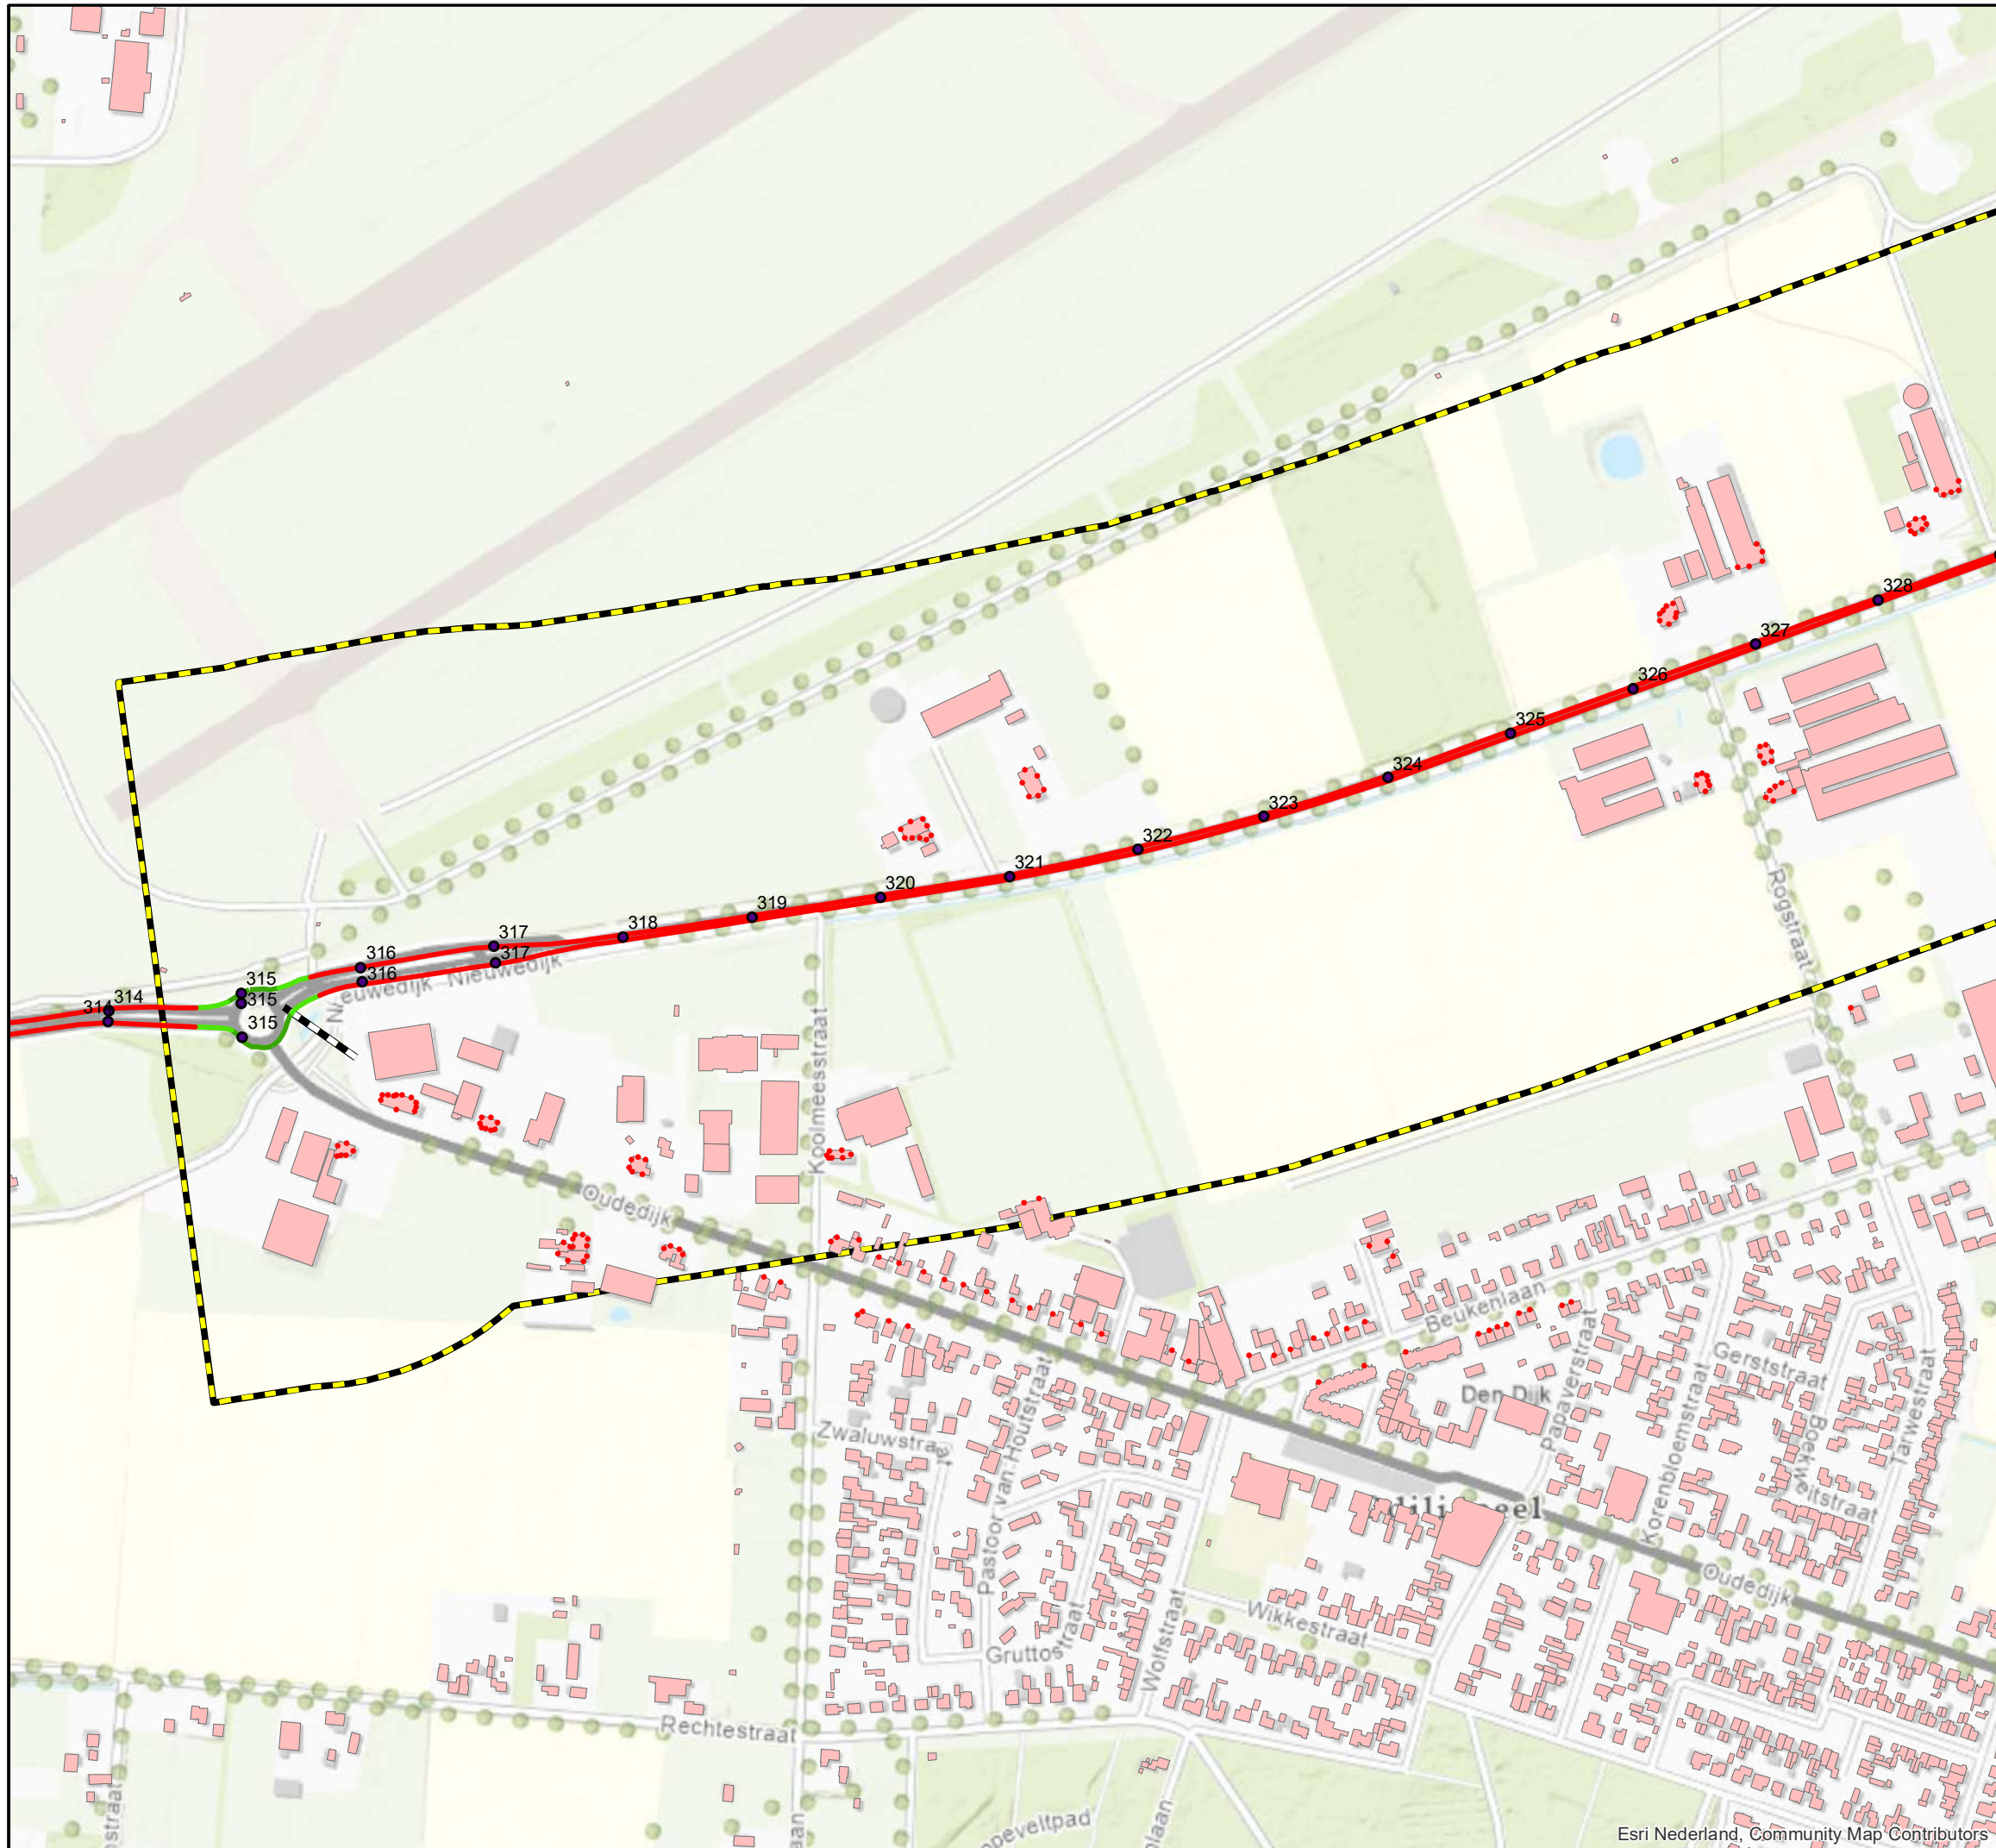 328
327
326
325
324
323
322
321
320
319
318
317
317
316
316
315
315
315
314
314
Nieuwedijk
Nieuwedijk
Rogstraat
Koolmeesstraat
Oudedijk
Beukenlaan
Papaverstraat
Gerststraat
Korenbloemstraat
Boekweitstraat
Tarwestraat
Den Dijk
Zwaluwstraat
Pastoor van Houtstraat
Oudedijk
Wikkestraat
Wolfstraat
Gruttostraat
Rechtestraat
Esri Nederland, Community Map Contributors